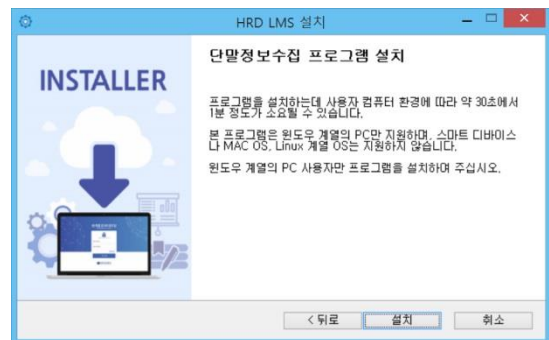 HRD LMS 설치
INSTALLER
단말정보수집 프로그램 설치
프로그램을 설치하는데 사용자 컴퓨터 환경에 따라 약 30초에서
1분 정도가 소요될 수 있습니다.
본 프로그램은 윈도우 계열의 PC만 지원하며, 스마트 디바이스
나 MAC OS, Linux 계열 OS는 지원하지 않습니다.
윈도우 계열의 PC 사용자만 프로그램을 설치하여 주십시오.
< 뒤로
설치
취소